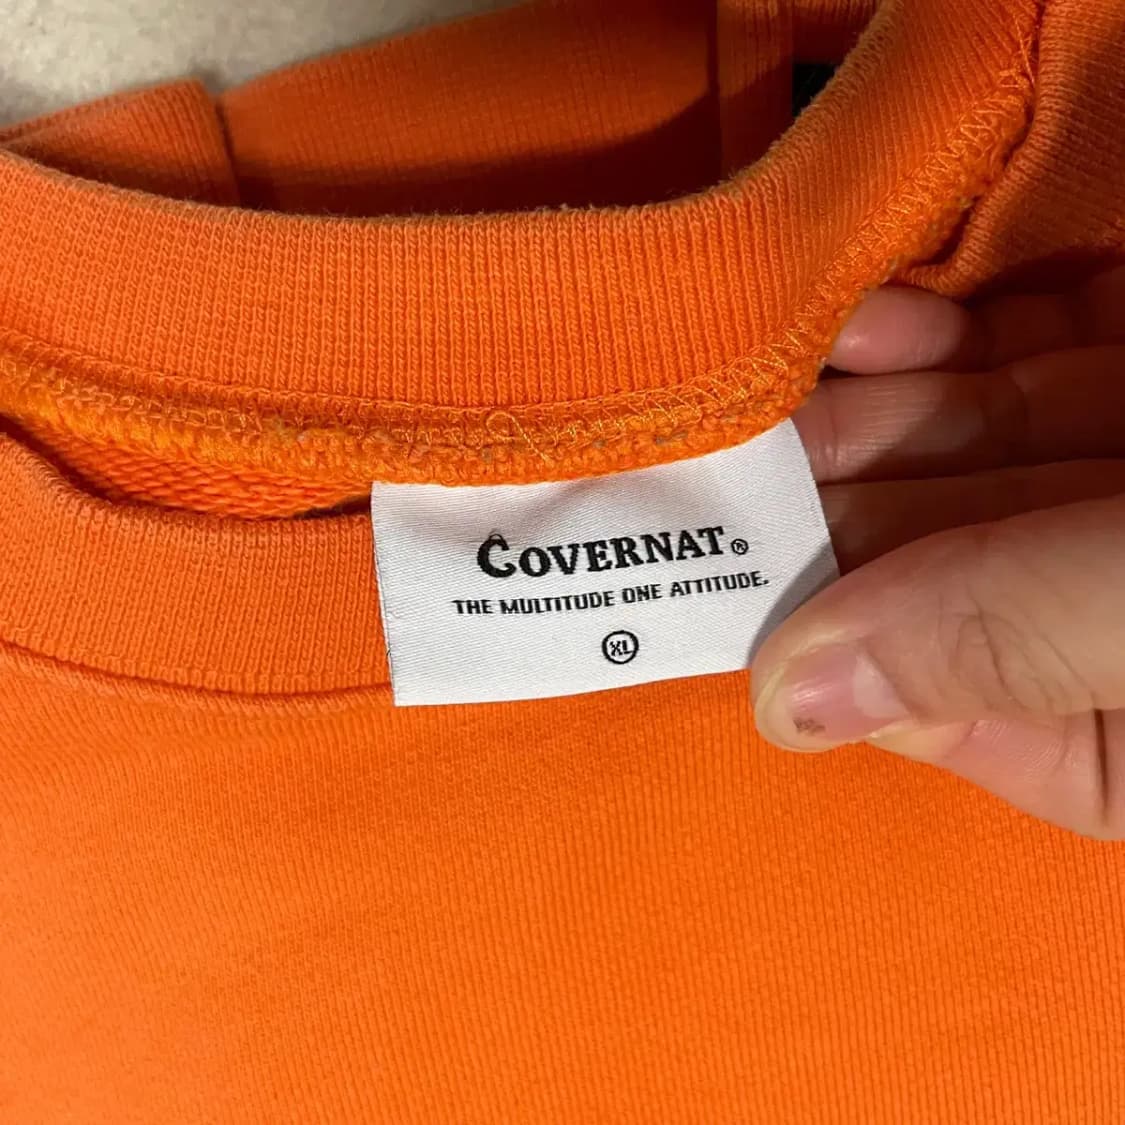 COVERNAT®
THE MULTITUDE ONE ATTITUDE.
XL